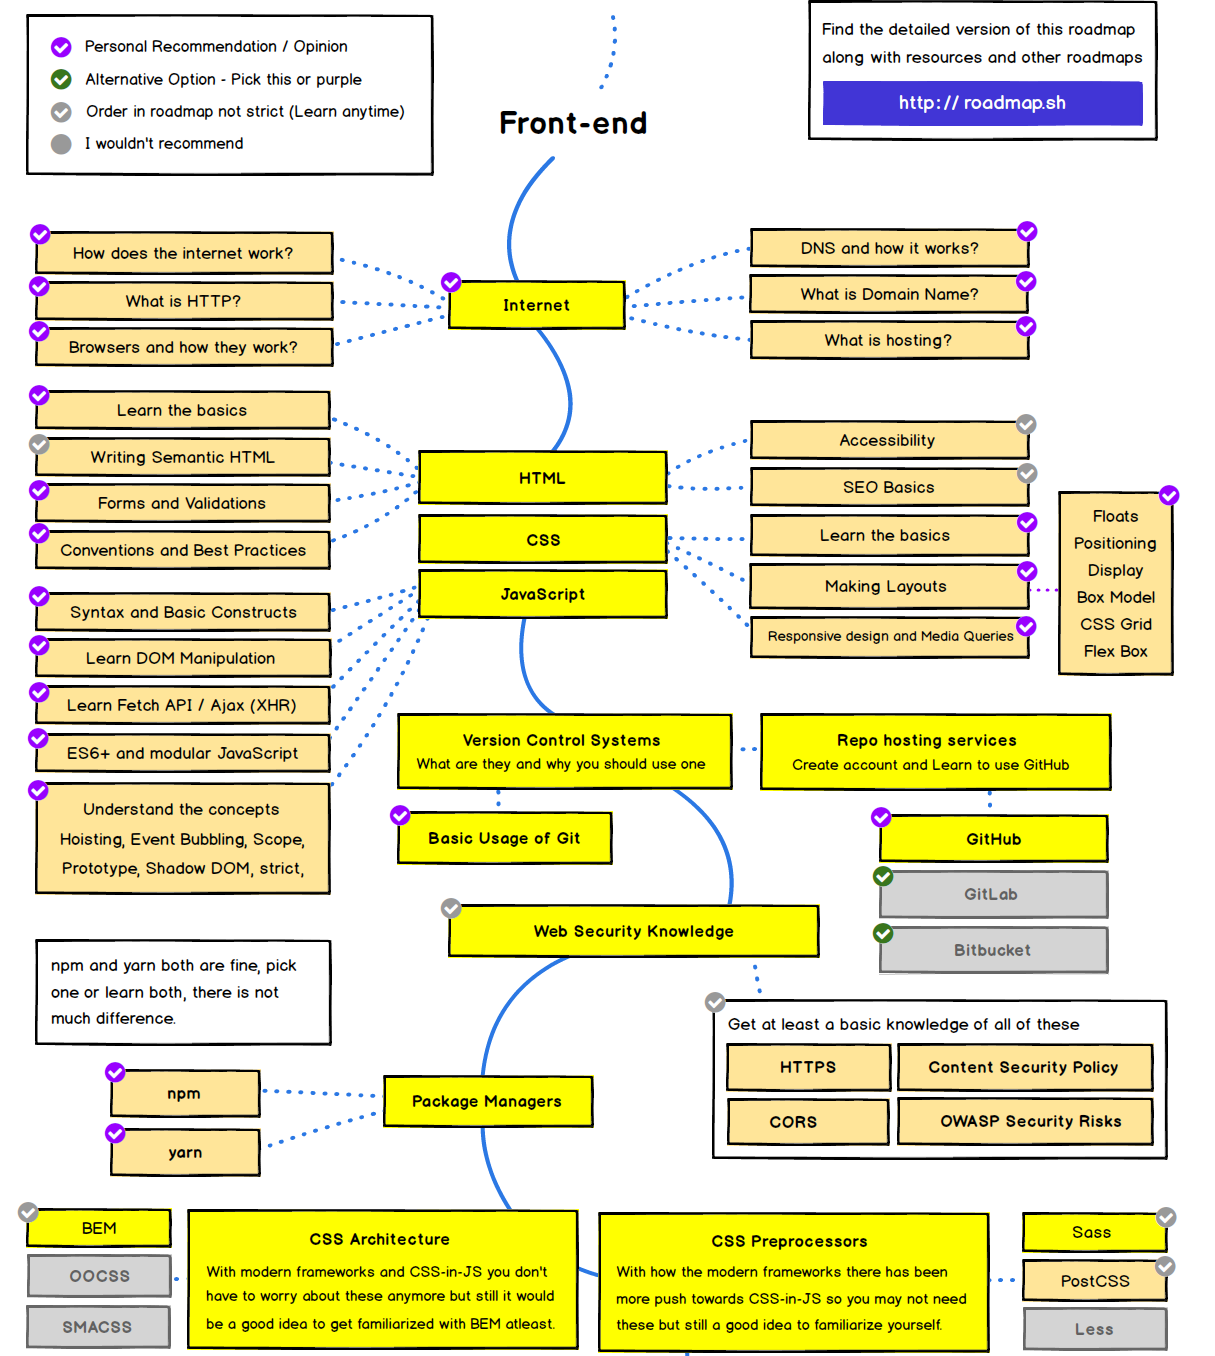 Personal Recommendation / Opinion
Alternative Option - Pick this or purple
Order in roadmap not strict (Learn anytime)
I wouldn't recommend
Find the detailed version of this roadmap
along with resources and other roadmaps
http://roadmap.sh
Front-end
How does the internet work?
What is HTTP?
Browsers and how they work?
Internet
DNS and how it works?
What is Domain Name?
What is hosting?
Learn the basics
Writing Semantic HTML
Forms and Validations
Conventions and Best Practices
HTML
CSS
JavaScript
Accessibility
SEO Basics
Learn the basics
Making Layouts
Responsive design and Media Queries
Floats
Positioning
Display
Box Model
CSS Grid
Flex Box
Syntax and Basic Constructs
Learn DOM Manipulation
Learn Fetch API / Ajax (XHR)
ES6+ and modular JavaScript
Understand the concepts
Hoisting, Event Bubbling, Scope,
Prototype, Shadow DOM, strict,
Version Control Systems
What are they and why you should use one
Repo hosting services
Create account and Learn to use GitHub
Basic Usage of Git
GitHub
GitLab
Bitbucket
Web Security Knowledge
Get at least a basic knowledge of all of these
HTTPS
Content Security Policy
CORS
OWASP Security Risks
npm and yarn both are fine, pick
one or learn both, there is not
much difference.
npm
yarn
Package Managers
BEM
OOCSS
SMACSS
CSS Architecture
With modern frameworks and CSS-in-JS you don't
have to worry about these anymore but still it would
be a good idea to get familiarized with BEM atleast.
CSS Preprocessors
With how the modern frameworks there has been
more push towards CSS-in-JS so you may not need
these but still a good idea to familiarize yourself.
Sass
PostCSS
Less